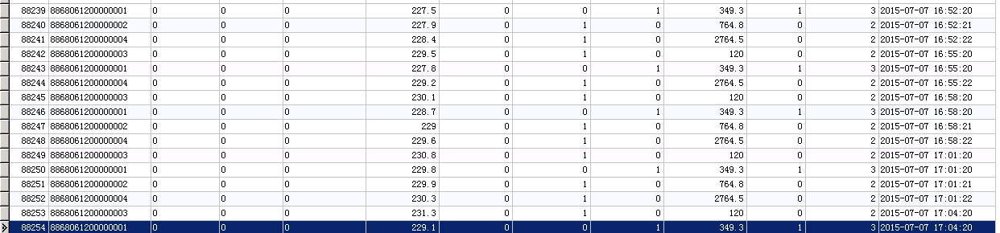 88239 8868061200000001 0 0 0 227.5 0 0 1 349.3 1 3 2015-07-07 16:52:20
88240 8868061200000002 0 0 0 227.9 0 1 0 764.8 0 2 2015-07-07 16:52:21
88241 8868061200000004 0 0 0 228.4 0 1 0 2764.5 0 2 2015-07-07 16:52:22
88242 8868061200000003 0 0 0 229.5 0 1 0 120 0 2 2015-07-07 16:55:20
88243 8868061200000001 0 0 0 227.8 0 0 1 349.3 1 3 2015-07-07 16:55:20
88244 8868061200000004 0 0 0 229.2 0 1 0 2764.5 0 2 2015-07-07 16:55:22
88245 8868061200000003 0 0 0 230.1 0 1 0 120 0 2 2015-07-07 16:58:20
88246 8868061200000001 0 0 0 228.7 0 0 1 349.3 1 3 2015-07-07 16:58:20
88247 8868061200000002 0 0 0 229 0 1 0 764.8 0 2 2015-07-07 16:58:21
88248 8868061200000004 0 0 0 229.6 0 1 0 2764.5 0 2 2015-07-07 16:58:22
88249 8868061200000003 0 0 0 230.8 0 1 0 120 0 2 2015-07-07 17:01:20
88250 8868061200000001 0 0 0 229.8 0 0 1 349.3 1 3 2015-07-07 17:01:20
88251 8868061200000002 0 0 0 229.9 0 1 0 764.8 0 2 2015-07-07 17:01:21
88252 8868061200000004 0 0 0 230.3 0 1 0 2764.5 0 2 2015-07-07 17:01:22
88253 8868061200000003 0 0 0 231.3 0 1 0 120 0 2 2015-07-07 17:04:20
88254 8868061200000001 0 0 0 229.1 0 0 1 349.3 1 3 2015-07-07 17:04:20